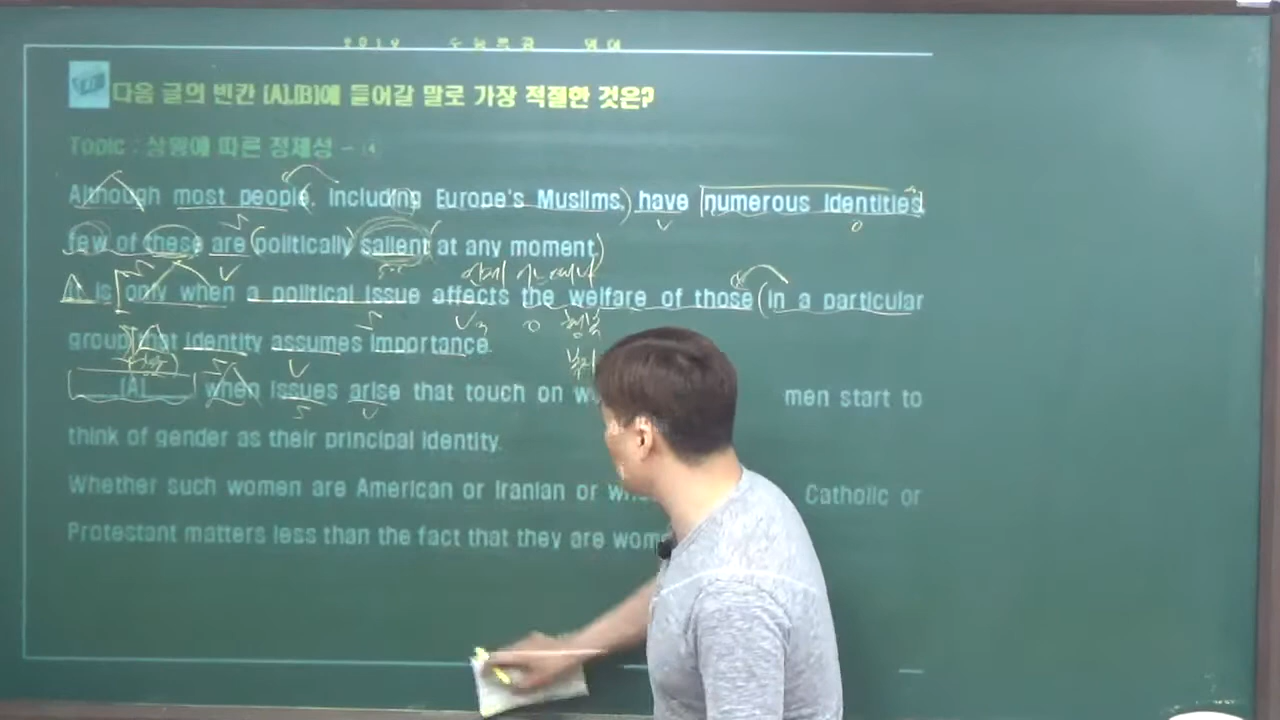 다음 글의 빈칸 (A),(B)에 들어갈 말로 가장 적절한 것은?
Topic : 상황에 따른 정체성 -
Although most people, including Europe's Muslims, have numerous identities,
few of these are politically salient at any moment.
It is only when a political issue affects the welfare of those in a particular
group that identity assumes importance.
(A) when issues arise that touch on men start to
think of gender as their principal identity.
Whether such women are American or Iranian or Catholic or
Protestant matters less than the fact that they are